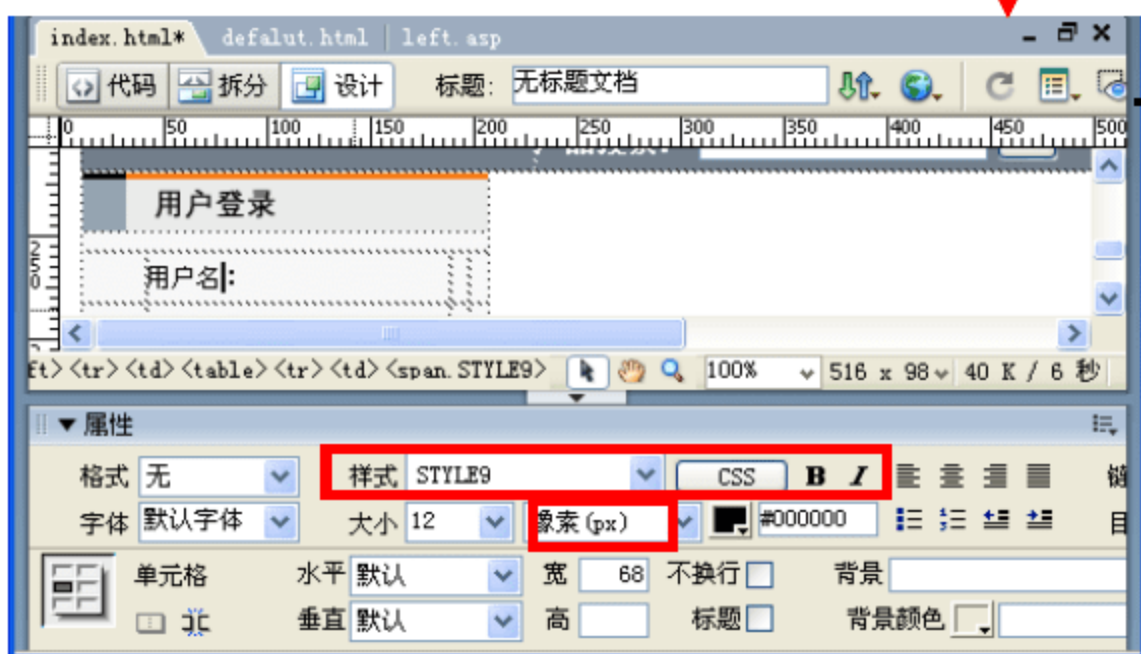 index.html* defalut.html left.asp
代码 拆分 设计 标题: 无标题文档
0 50 100 150 200 250 300 350 400 450 500
用户登录
250
用户名:
ft> <tr> <td> <table> <tr> <td> <span.STYLE9> 100% 516 x 98 40 K / 6 秒
属性
格式 无 样式 STYLE9 CSS B I
字体 默认字体 大小 12 像素(px) #000000
单元格 水平 默认 宽 68 不换行 背景
垂直 默认 高 标题 背景颜色